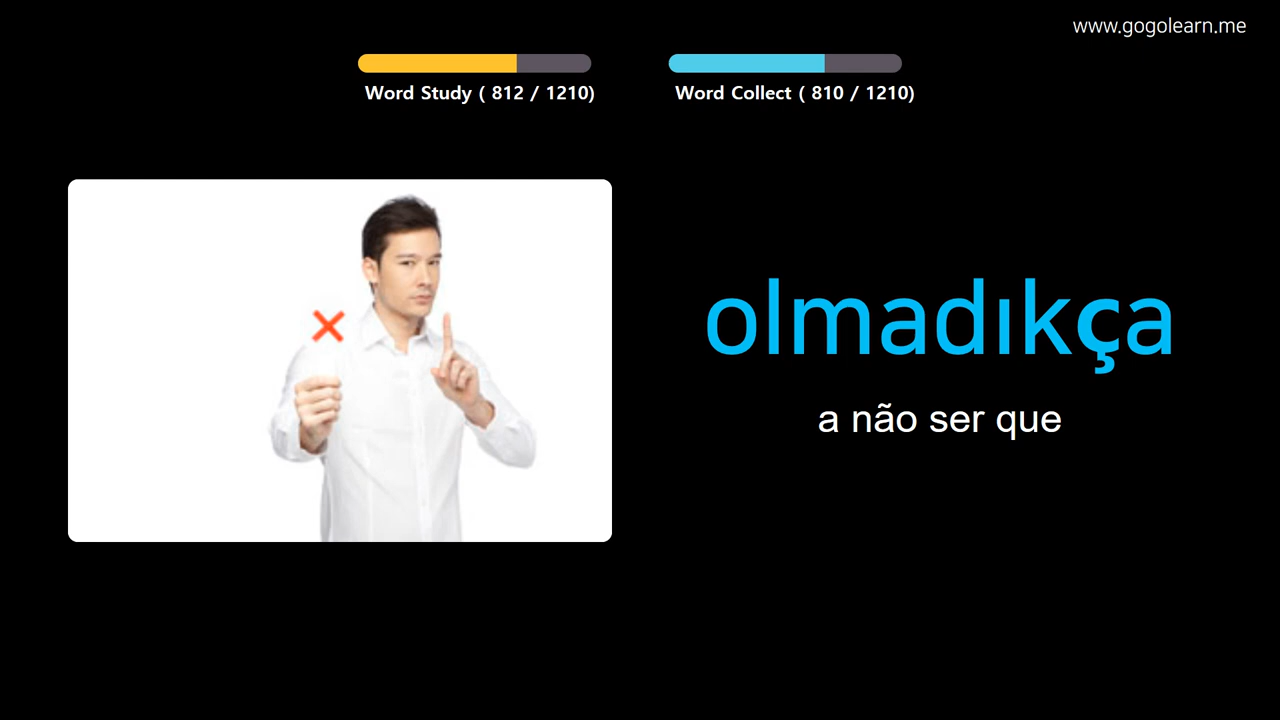 www.gogolearn.me
Word Study ( 812 / 1210)
Word Collect ( 810 / 1210)
olmadıkça
a não ser que